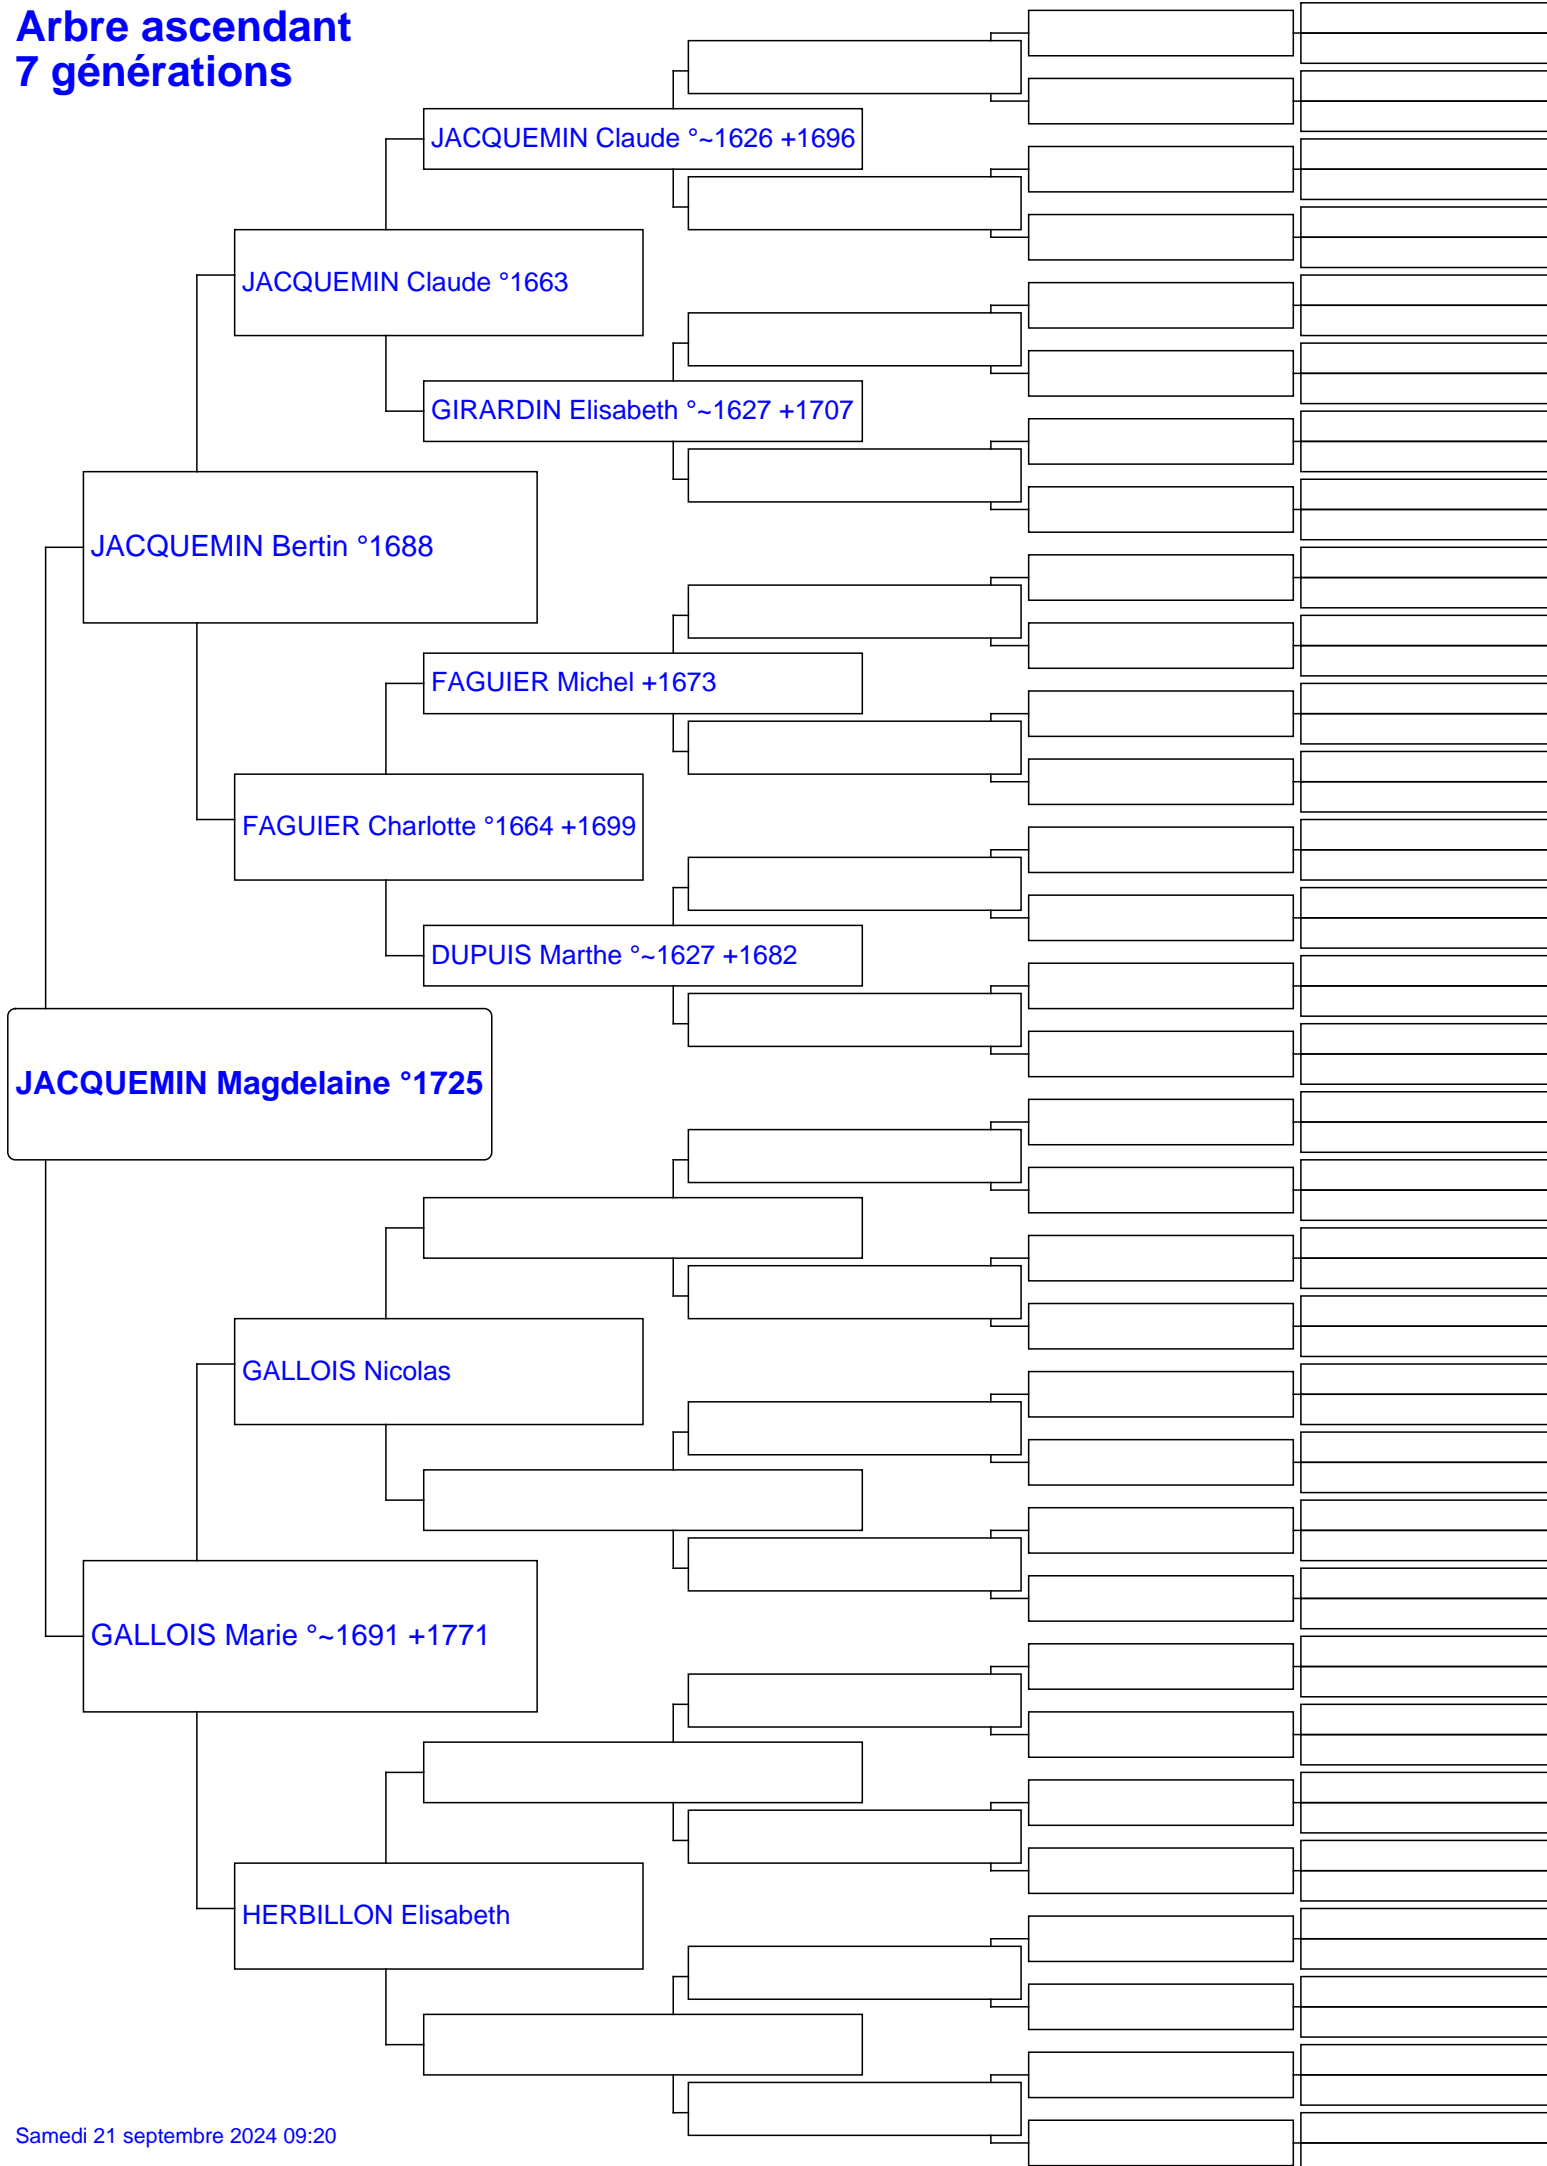 Arbre ascendant
7 générations
JACQUEMIN Claude °~1626 +1696
JACQUEMIN Claude °1663
GIRARDIN Elisabeth °~1627 +1707
JACQUEMIN Bertin °1688
FAGUIER Michel +1673
FAGUIER Charlotte °1664 +1699
DUPUIS Marthe °~1627 +1682
JACQUEMIN Magdelaine °1725
GALLOIS Nicolas
GALLOIS Marie °~1691 +1771
HERBILLON Elisabeth
Samedi 21 septembre 2024 09:20